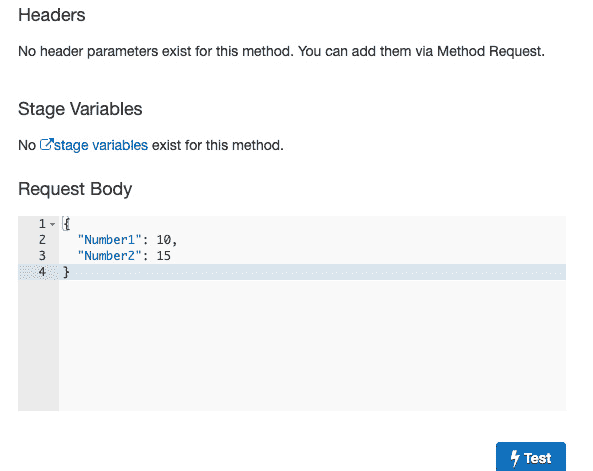 Headers
No header parameters exist for this method. You can add them via Method Request.
Stage Variables
No stage variables exist for this method.
Request Body
1 {
2 "Number1": 10,
3 "Number2": 15
4 }
Test